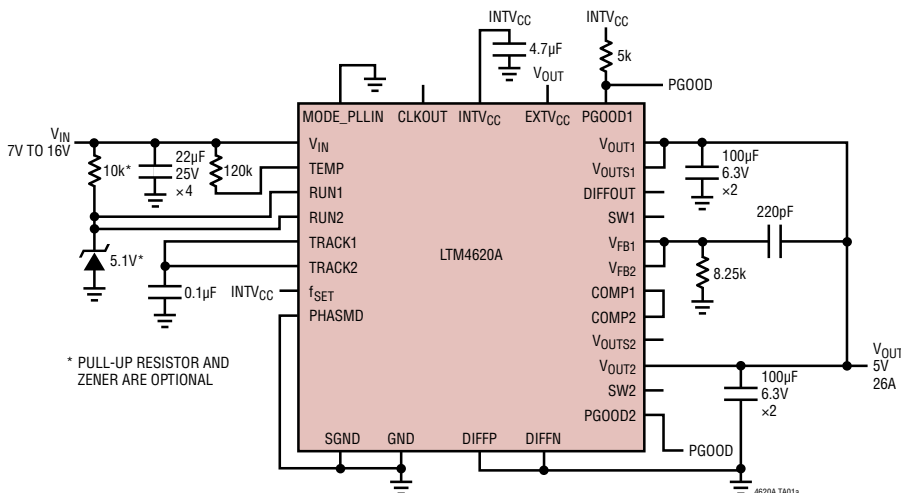 INTVCC
4.7µF
VOUT
INTVCC
5k
PGOOD
MODE_PLLIN CLKOUT INTVCC EXTVCC PGOOD1
VIN
7V TO 16V
10k*
22µF
25V
×4
120k
5.1V*
0.1µF
INTVCC
VIN
TEMP
RUN1
RUN2
TRACK1
TRACK2
fSET
PHASMD
LTM4620A
VOUT1
VOUTS1
DIFFOUT
SW1
VFB1
VFB2
COMP1
COMP2
VOUTS2
VOUT2
SW2
PGOOD2
SGND GND DIFFP DIFFN
100µF
6.3V
×2
220pF
8.25k
VOUT
5V
26A
100µF
6.3V
×2
PGOOD
* PULL-UP RESISTOR AND
ZENER ARE OPTIONAL
4620A TA01a